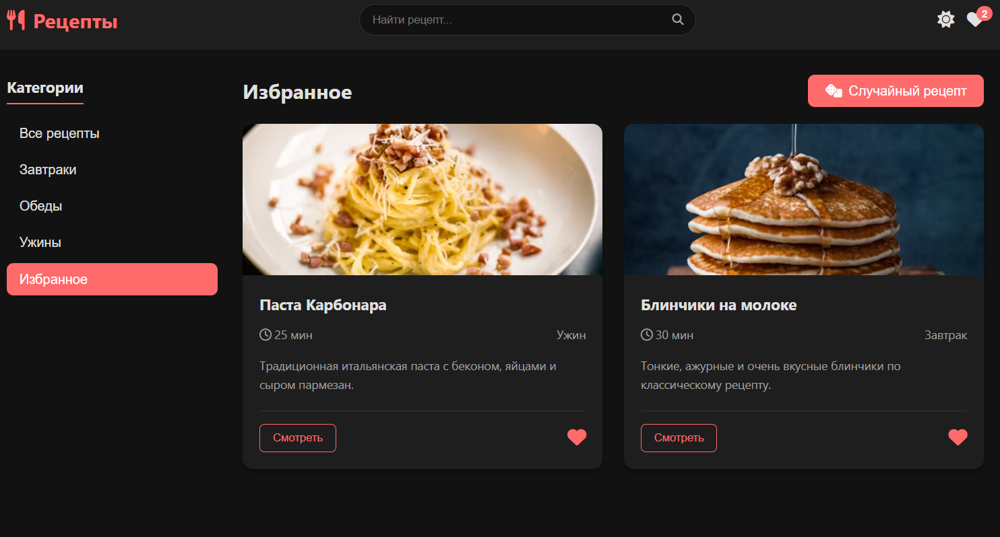 Рецепты
Найти рецепт...
2
Категории
Все рецепты
Завтраки
Обеды
Ужины
Избранное
Избранное
Случайный рецепт
Паста Карбонара
25 мин
Ужин
Традиционная итальянская паста с беконом, яйцами и
сыром пармезан.
Смотреть
Блинчики на молоке
30 мин
Завтрак
Тонкие, ажурные и очень вкусные блинчики по
классическому рецепту.
Смотреть